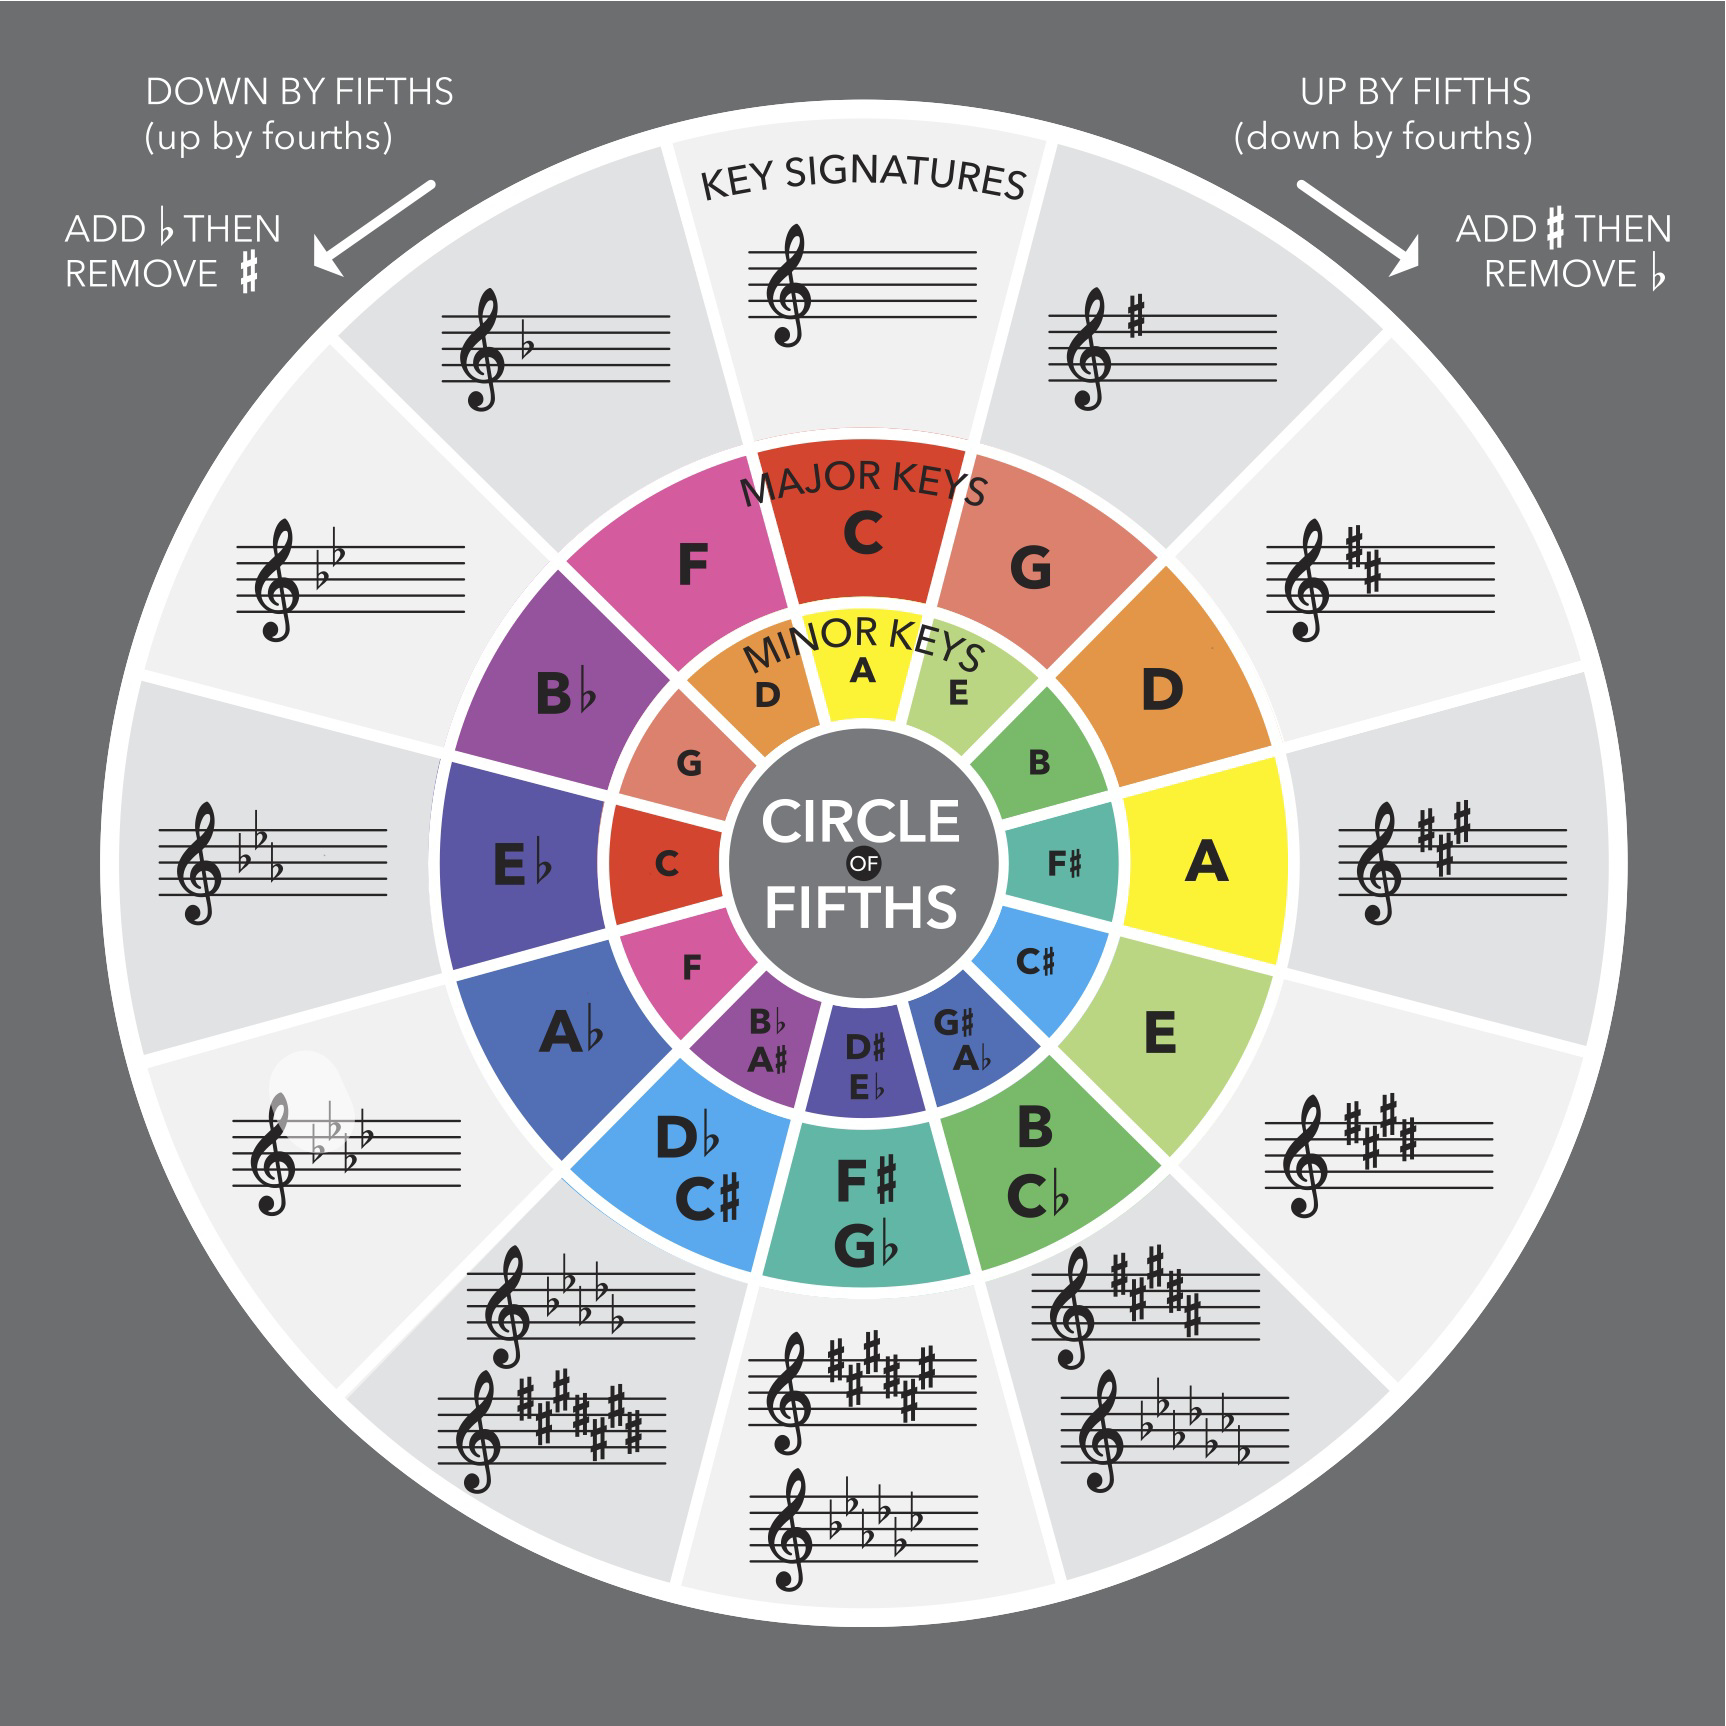 DOWN BY FIFTHS
(up by fourths)
ADD ♭ THEN
REMOVE ♯
UP BY FIFTHS
(down by fourths)
ADD ♯ THEN
REMOVE ♭
KEY SIGNATURES
MAJOR KEYS
C
G
D
A
E
B
C♭
F♯
G♭
D♭
C♯
A♭
E♭
B♭
F
MINOR KEYS
A
E
B
F♯
C♯
G♯
A♭
D♯
E♭
B♭
A♯
F
C
G
D
CIRCLE
OF
FIFTHS